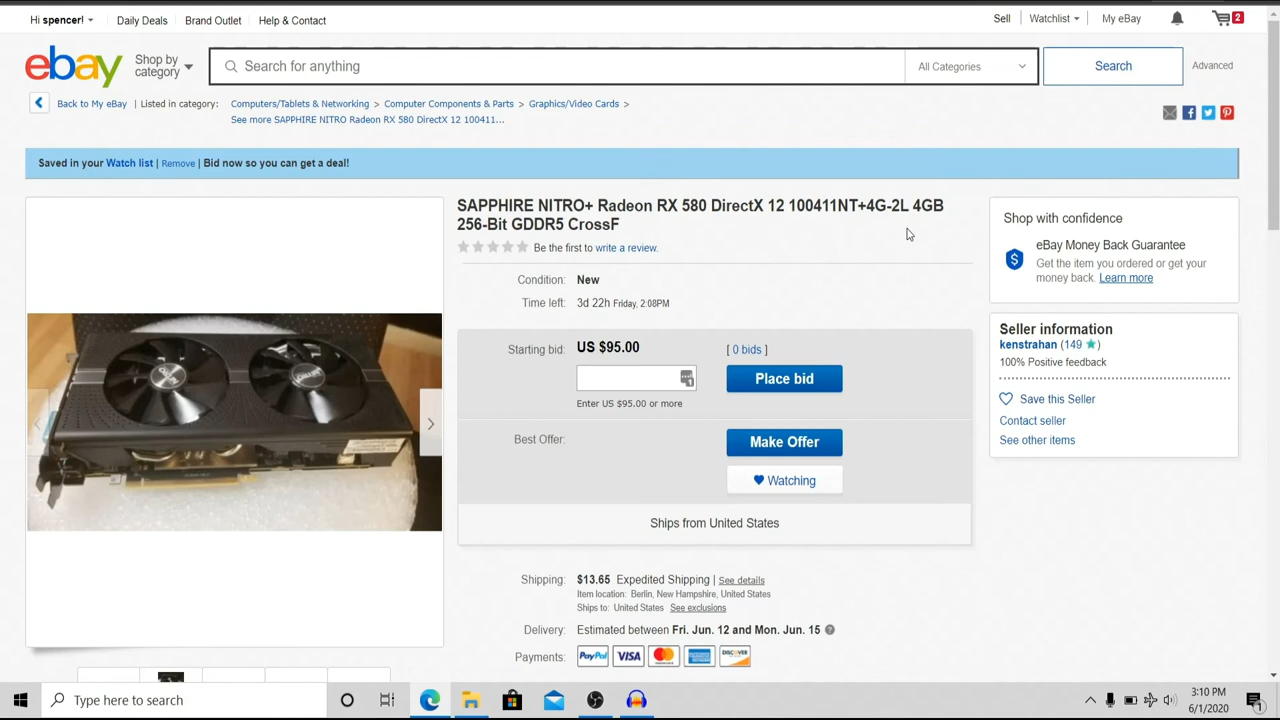 Hi spencer!
Daily Deals
Brand Outlet
Help & Contact
Sell
Watchlist
My eBay
2
ebay
Shop by
category
Search for anything
All Categories
Search
Advanced
Back to My eBay
Listed in category:
Computers/Tablets & Networking > Computer Components & Parts > Graphics/Video Cards >
See more SAPPHIRE NITRO Radeon RX 580 DirectX 12 100411...
Saved in your Watch list | Remove | Bid now so you can get a deal!
SAPPHIRE NITRO+ Radeon RX 580 DirectX 12 100411NT+4G-2L 4GB
256-Bit GDDR5 CrossF
Be the first to write a review.
Condition: New
Time left: 3d 22h Friday, 2:08PM
Starting bid: US $95.00
[ 0 bids ]
Place bid
Enter US $95.00 or more
Best Offer:
Make Offer
Watching
Ships from United States
Shipping: $13.65 Expedited Shipping | See details
Item location: Berlin, New Hampshire, United States
Ships to: United States See exclusions
Delivery: Estimated between Fri. Jun. 12 and Mon. Jun. 15
Payments: PayPal VISA MasterCard AMERICAN EXPRESS DISCOVER
Shop with confidence
eBay Money Back Guarantee
Get the item you ordered or get your
money back. Learn more
Seller information
kenstrahan (149)
100% Positive feedback
Save this Seller
Contact seller
See other items
Type here to search
3:10 PM
6/1/2020